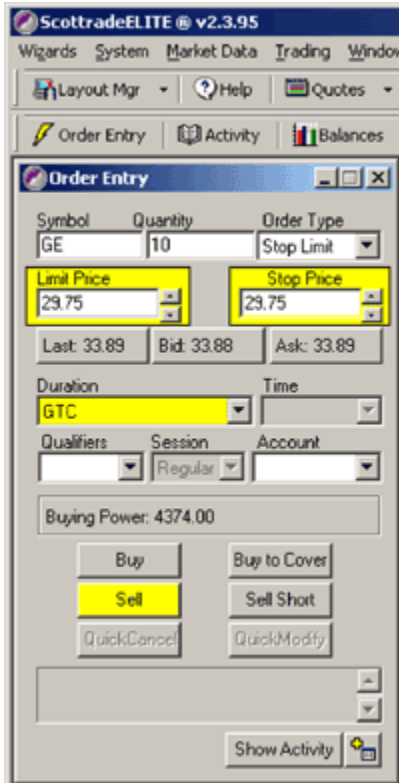 ScottradeELITE ® v2.3.95
Wizards System Market Data Trading Window
Layout Mgr Help Quotes
Order Entry Activity Balances
Order Entry
Symbol Quantity Order Type
GE 10 Stop Limit
Limit Price Stop Price
29.75 29.75
Last: 33.89 Bid: 33.88 Ask: 33.89
Duration Time
GTC
Qualifiers Session Account
Regular
Buying Power: 4374.00
Buy Buy to Cover
Sell Sell Short
QuickCancel QuickModify
Show Activity